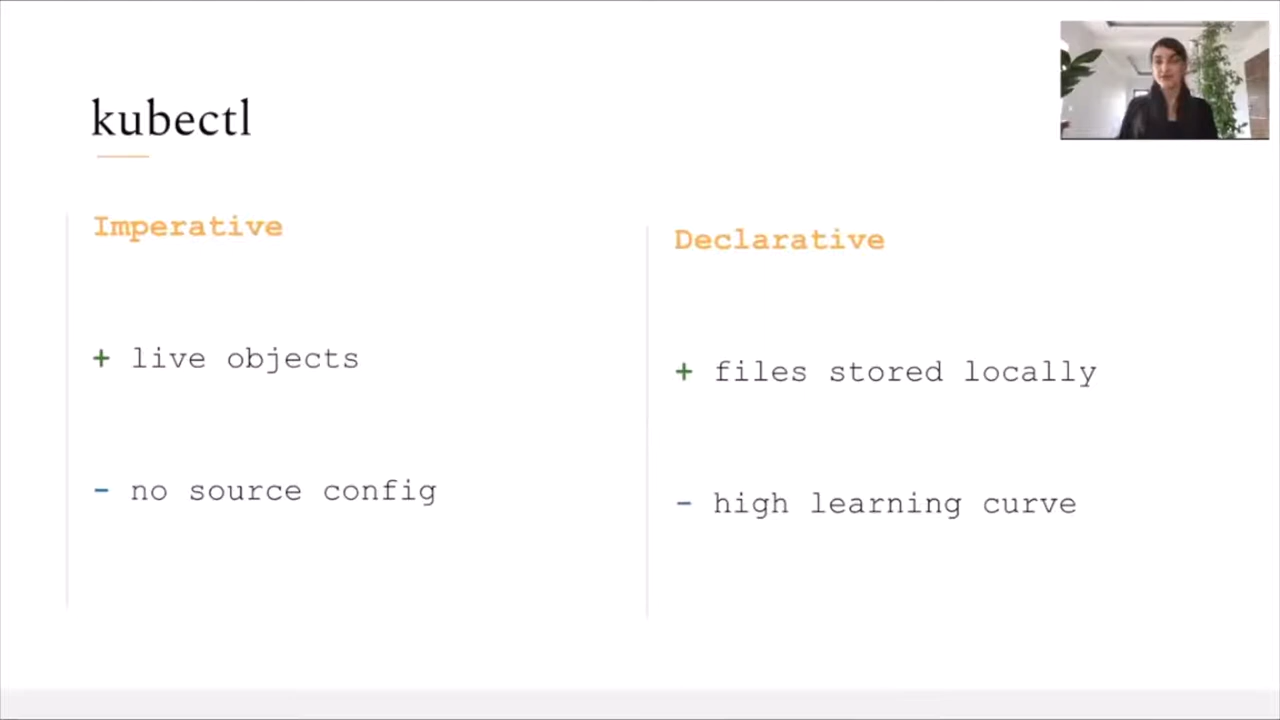 kubectl
Imperative
+ live objects
- no source config
Declarative
+ files stored locally
- high learning curve